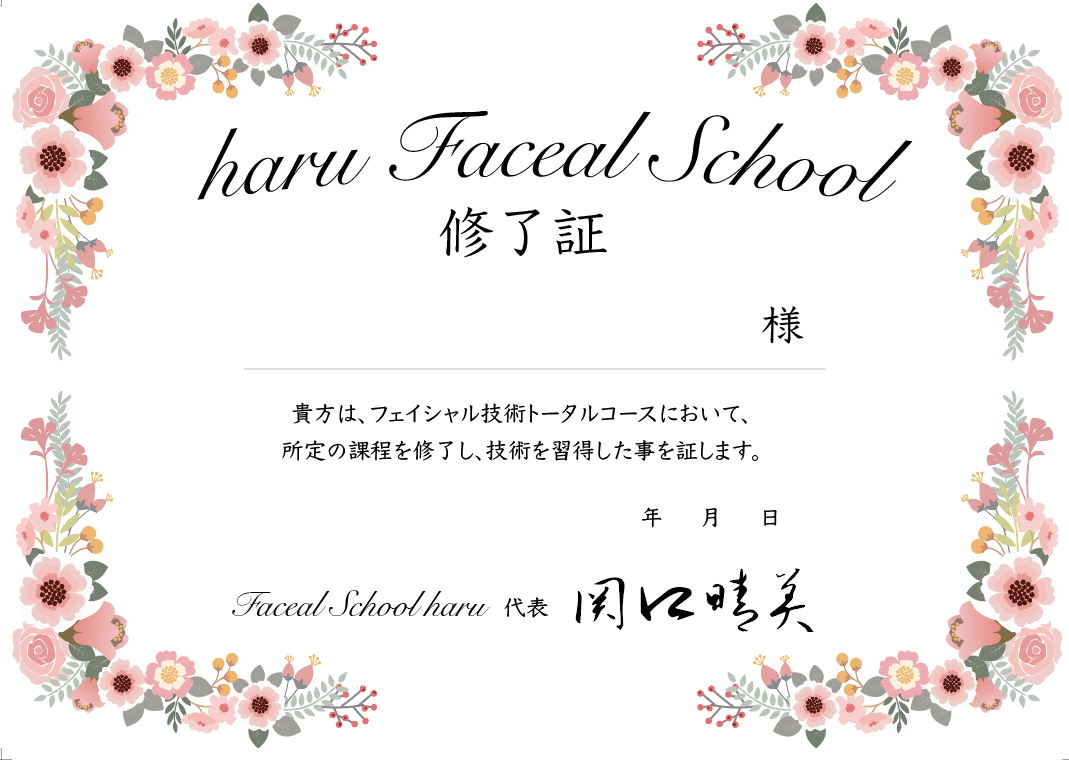 haru Faceal School
修了証
様
貴方は、フェイシャル技術トータルコースにおいて、
所定の課程を修了し、技術を習得した事を証します。
年 月 日
Faceal School haru 代表 関口晴美